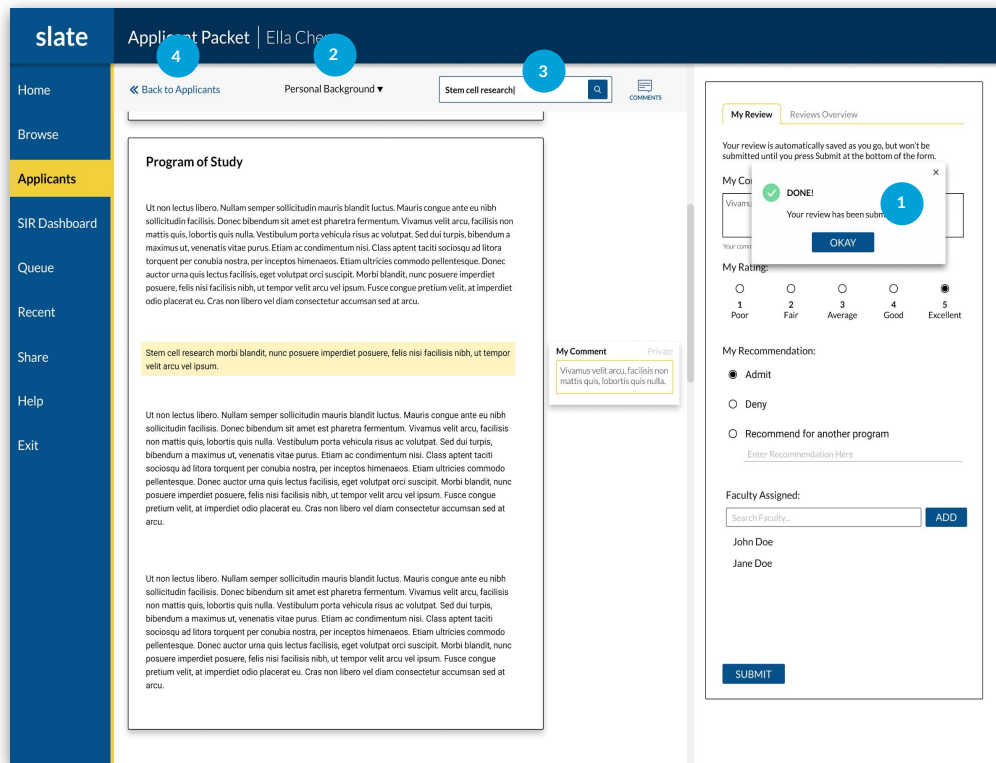 slate
Applicant Packet | Ella
4
2
3
1
Home
Browse
Applicants
SIR Dashboard
Queue
Recent
Share
Help
Exit
« Back to Applicants
Personal Background ▼
Stem cell research
COMMENTS
Program of Study
Ut non lectus libero. Nullam semper sollicitudin mauris blandit luctus. Mauris congue ante eu nibh
sollicitudin facilisis. Donec bibendum sit amet est pharetra fermentum. Vivamus velit arcu, facilisis non
mattis quis, lobortis quis nulla. Vestibulum porta vehicula risus ac volutpat. Sed dui turpis, bibendum a
maximus ut, venenatis vitae purus. Etiam ac condimentum nisi. Class aptent taciti sociosqu ad litora
torquent per conubia nostra, per inceptos himenaeos. Etiam ultricies commodo pellentesque. Donec
auctor urna quis lectus facilisis, eget volutpat orci suscipit. Morbi blandit, nunc posuere imperdiet
posuere, felis nisi facilisis nibh, ut tempor velit arcu vel ipsum. Fusce congue pretium velit, at imperdiet
odio placerat eu. Cras non libero vel diam consectetur accumsan sed at arcu.
Stem cell research morbi blandit, nunc posuere imperdiet posuere, felis nisi facilisis nibh, ut tempor
velit arcu vel ipsum.
Ut non lectus libero. Nullam semper sollicitudin mauris blandit luctus. Mauris congue ante eu nibh
sollicitudin facilisis. Donec bibendum sit amet est pharetra fermentum. Vivamus velit arcu, facilisis
non mattis quis, lobortis quis nulla. Vestibulum porta vehicula risus ac volutpat. Sed dui turpis,
bibendum a maximus ut, venenatis vitae purus. Etiam ac condimentum nisi. Class aptent taciti
sociosqu ad litora torquent per conubia nostra, per inceptos himenaeos. Etiam ultricies commodo
pellentesque. Donec auctor urna quis lectus facilisis, eget volutpat orci suscipit. Morbi blandit, nunc
posuere imperdiet posuere, felis nisi facilisis nibh, ut tempor velit arcu vel ipsum. Fusce congue
pretium velit, at imperdiet odio placerat eu. Cras non libero vel diam consectetur accumsan sed at
arcu.
Ut non lectus libero. Nullam semper sollicitudin mauris blandit luctus. Mauris congue ante eu nibh
sollicitudin facilisis. Donec bibendum sit amet est pharetra fermentum. Vivamus velit arcu, facilisis
non mattis quis, lobortis quis nulla. Vestibulum porta vehicula risus ac volutpat. Sed dui turpis,
bibendum a maximus ut, venenatis vitae purus. Etiam ac condimentum nisi. Class aptent taciti
sociosqu ad litora torquent per conubia nostra, per inceptos himenaeos. Etiam ultricies commodo
pellentesque. Donec auctor urna quis lectus facilisis, eget volutpat orci suscipit. Morbi blandit, nunc
posuere imperdiet posuere, felis nisi facilisis nibh, ut tempor velit arcu vel ipsum. Fusce congue
pretium velit, at imperdiet odio placerat eu. Cras non libero vel diam consectetur accumsan sed at
arcu.
My Comment Private
Vivamus velit arcu, facilisis non
mattis quis, lobortis quis nulla.
My Review Reviews Overview
Your review is automatically saved as you go, but won't be
submitted until you press Submit at the bottom of the form.
My
×
DONE!
Your review has been
OKAY
Your
My Rating:
1 2 3 4 5
Poor Fair Average Good Excellent
My Recommendation:
Admit
Deny
Recommend for another program
Enter Recommendation Here
Faculty Assigned:
Search Faculty...
ADD
John Doe
Jane Doe
SUBMIT